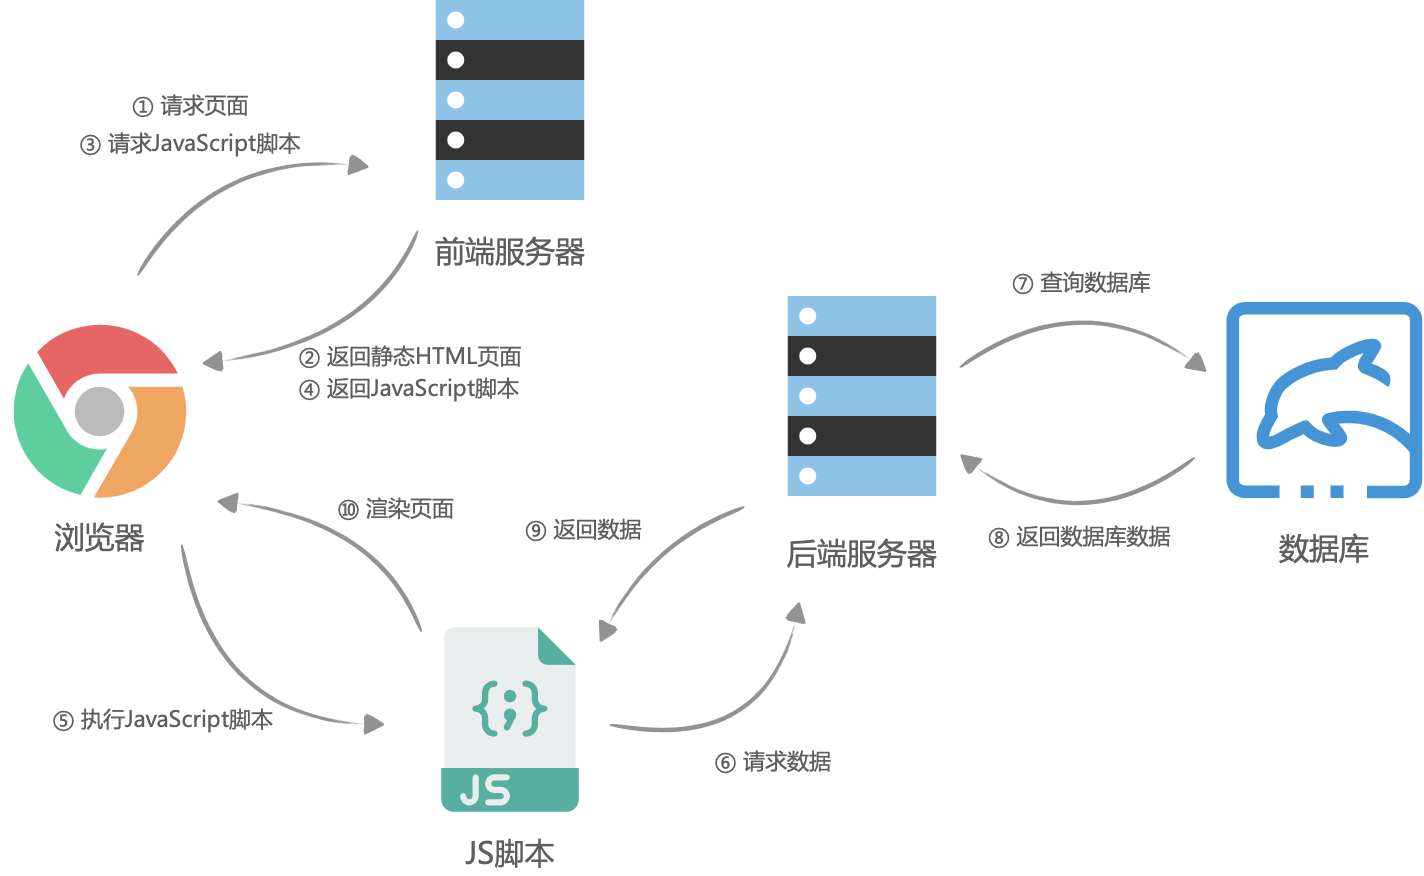 ① 请求页面
③ 请求JavaScript脚本
前端服务器
② 返回静态HTML页面
④ 返回JavaScript脚本
浏览器
⑩ 渲染页面
⑤ 执行JavaScript脚本
JS
JS脚本
⑨ 返回数据
⑥ 请求数据
后端服务器
⑦ 查询数据库
⑧ 返回数据库数据
数据库